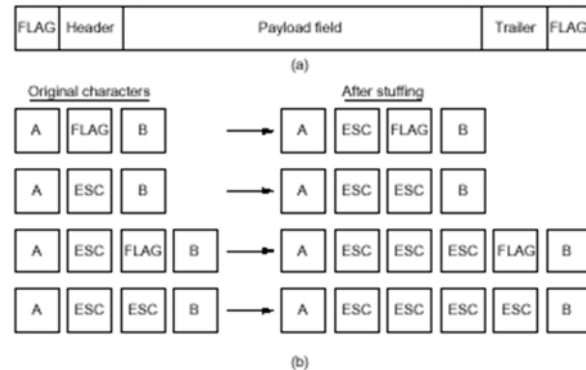 FLAG Header Payload field Trailer FLAG
(a)
Original characters After stuffing
A FLAG B A ESC FLAG B
A ESC B A ESC ESC B
A ESC FLAG B A ESC ESC ESC FLAG B
A ESC ESC B A ESC ESC ESC ESC B
(b)